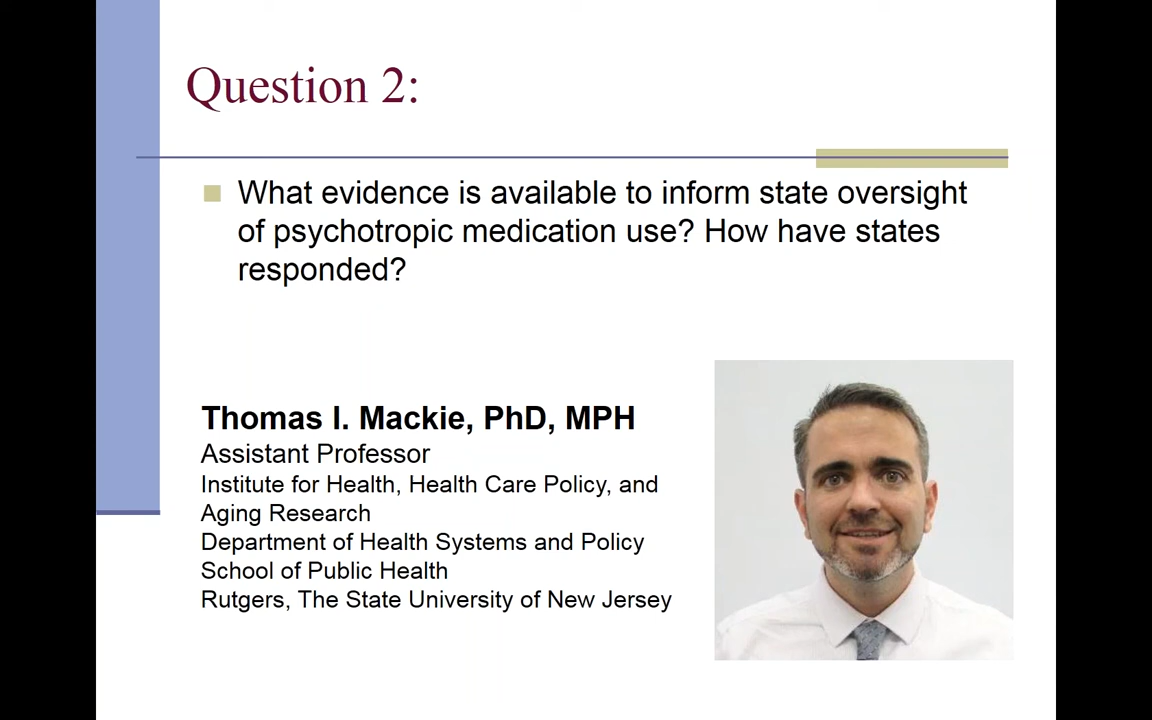 Question 2:
What evidence is available to inform state oversight
of psychotropic medication use? How have states
responded?
Thomas I. Mackie, PhD, MPH
Assistant Professor
Institute for Health, Health Care Policy, and
Aging Research
Department of Health Systems and Policy
School of Public Health
Rutgers, The State University of New Jersey